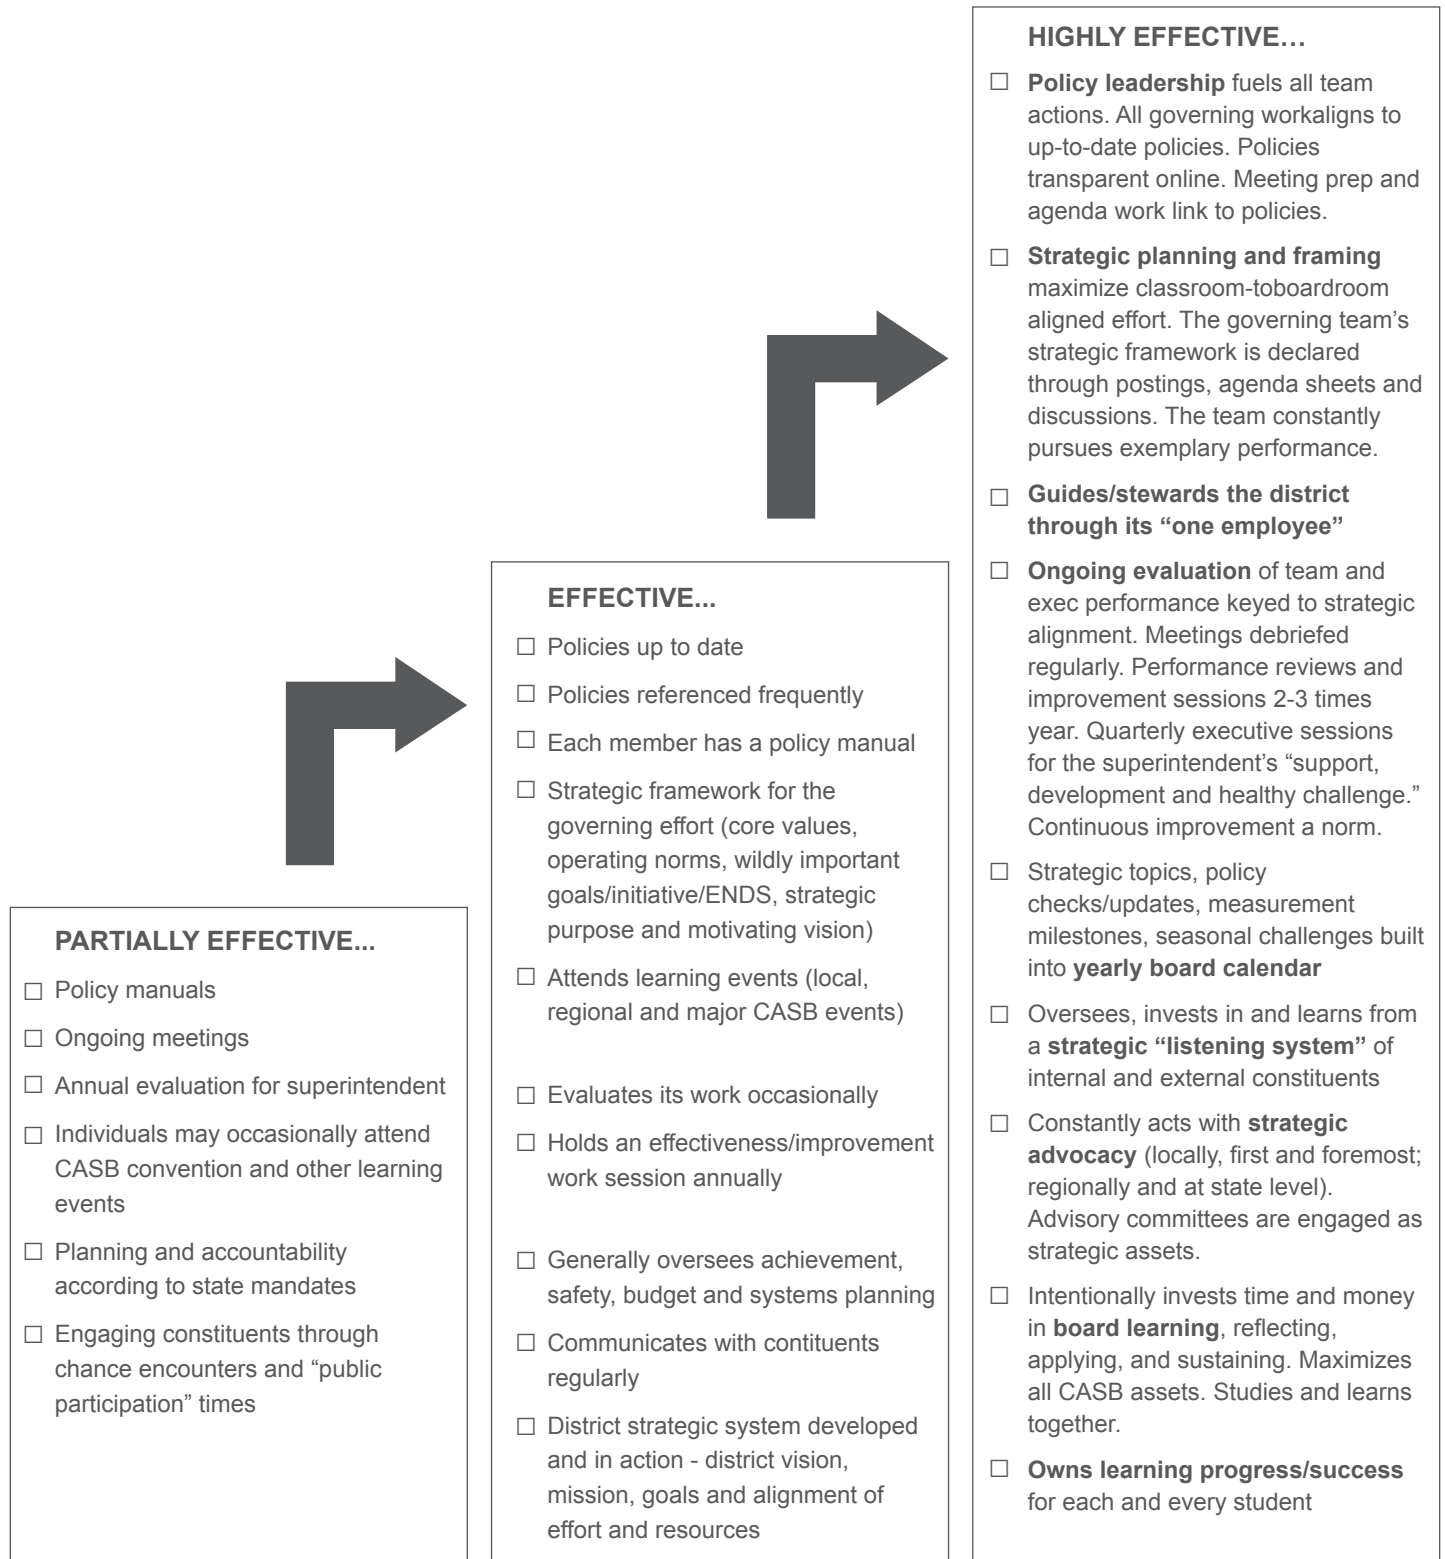 HIGHLY EFFECTIVE…
☐ Policy leadership fuels all team
actions. All governing workaligns to
up-to-date policies. Policies
transparent online. Meeting prep and
agenda work link to policies.
☐ Strategic planning and framing
maximize classroom-toboardroom
aligned effort. The governing team’s
strategic framework is declared
through postings, agenda sheets and
discussions. The team constantly
pursues exemplary performance.
☐ Guides/stewards the district
through its “one employee”
☐ Ongoing evaluation of team and
exec performance keyed to strategic
alignment. Meetings debriefed
regularly. Performance reviews and
improvement sessions 2-3 times
year. Quarterly executive sessions
for the superintendent’s “support,
development and healthy challenge.”
Continuous improvement a norm.
☐ Strategic topics, policy
checks/updates, measurement
milestones, seasonal challenges built
into yearly board calendar
☐ Oversees, invests in and learns from
a strategic “listening system” of
internal and external constituents
☐ Constantly acts with strategic
advocacy (locally, first and foremost;
regionally and at state level).
Advisory committees are engaged as
strategic assets.
☐ Intentionally invests time and money
in board learning, reflecting,
applying, and sustaining. Maximizes
all CASB assets. Studies and learns
together.
☐ Owns learning progress/success
for each and every student
EFFECTIVE...
☐ Policies up to date
☐ Policies referenced frequently
☐ Each member has a policy manual
☐ Strategic framework for the
governing effort (core values,
operating norms, wildly important
goals/initiative/ENDS, strategic
purpose and motivating vision)
☐ Attends learning events (local,
regional and major CASB events)
☐ Evaluates its work occasionally
☐ Holds an effectiveness/improvement
work session annually
☐ Generally oversees achievement,
safety, budget and systems planning
☐ Communicates with contituents
regularly
☐ District strategic system developed
and in action - district vision,
mission, goals and alignment of
effort and resources
PARTIALLY EFFECTIVE...
☐ Policy manuals
☐ Ongoing meetings
☐ Annual evaluation for superintendent
☐ Individuals may occasionally attend
CASB convention and other learning
events
☐ Planning and accountability
according to state mandates
☐ Engaging constituents through
chance encounters and “public
participation” times